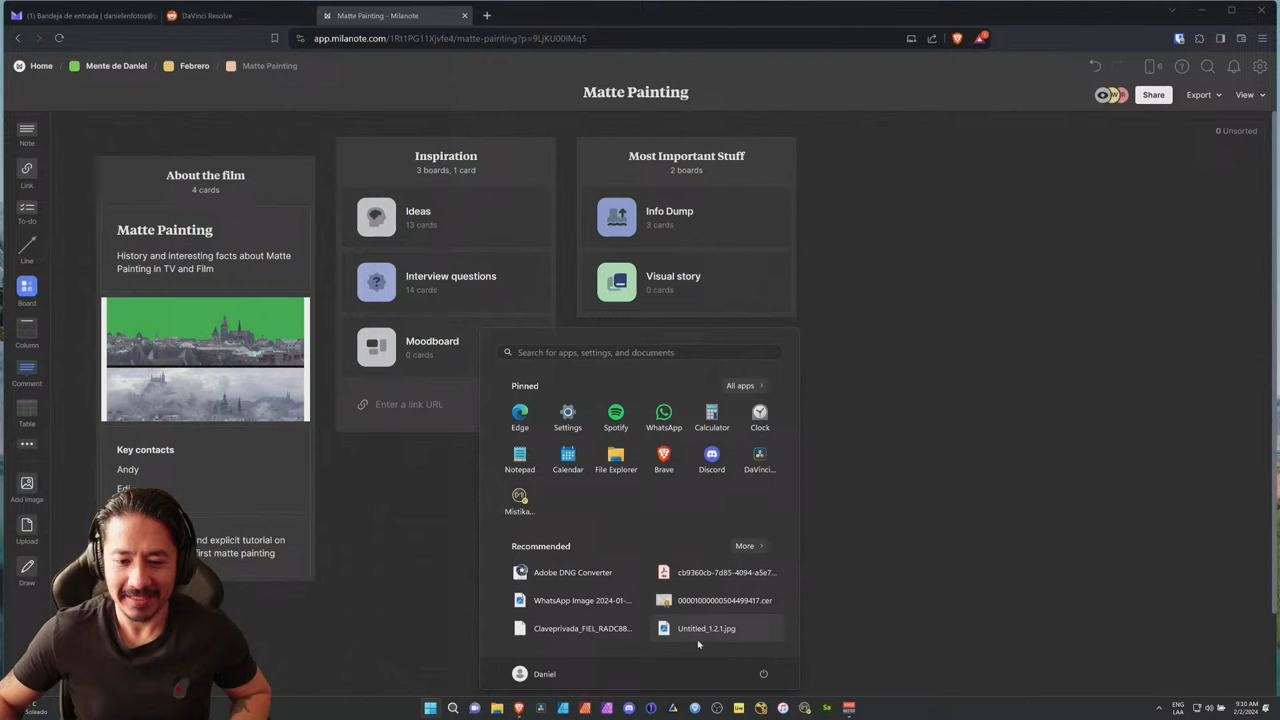 (1) Bandeja de entrada | danielenfotos@
DaVinci Resolve
Matte Painting - Milanote
app.milanote.com/1Rt1PG11Xjvfe4/matte-painting?p=9LjKU00iMq5
Home
Mente de Daniel
Febrero
Matte Painting
6
Matte Painting
Share
Export
View
0 Unsorted
Note
Link
To-do
Line
Board
Column
Comment
Table
Add image
Upload
Draw
About the film
4 cards
Matte Painting
History and interesting facts about Matte
Painting in TV and Film
Key contacts
Andy
and explicit tutorial on
first matte painting
Inspiration
3 boards, 1 card
Ideas
13 cards
Interview questions
14 cards
Moodboard
0 cards
Enter a link URL
Most Important Stuff
2 boards
Info Dump
3 cards
Visual story
0 cards
Search for apps, settings, and documents
Pinned
All apps
Edge
Settings
Spotify
WhatsApp
Calculator
Clock
Notepad
Calendar
File Explorer
Brave
Discord
DaVinci...
Mistika...
Recommended
More
Adobe DNG Converter
cb9360cb-7d85-4094-a5e7...
WhatsApp Image 2024-01-...
00001000000504499417.cer
Claveprivada_FIEL_RADC88...
Untitled_1.2.1.jpg
Daniel
C
Soleado
ENG
LAA
9:10 AM
2/2/2024